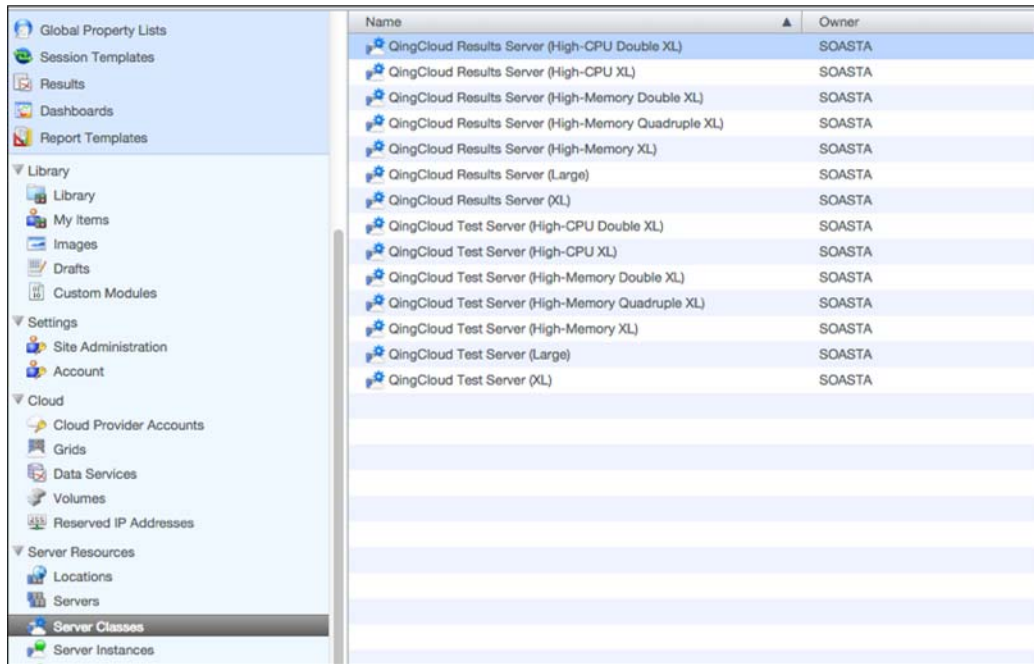 Global Property Lists
Session Templates
Results
Dashboards
Report Templates
Library
Library
My Items
Images
Drafts
Custom Modules
Settings
Site Administration
Account
Cloud
Cloud Provider Accounts
Grids
Data Services
Volumes
Reserved IP Addresses
Server Resources
Locations
Servers
Server Classes
Server Instances
Name Owner
QingCloud Results Server (High-CPU Double XL) SOASTA
QingCloud Results Server (High-CPU XL) SOASTA
QingCloud Results Server (High-Memory Double XL) SOASTA
QingCloud Results Server (High-Memory Quadruple XL) SOASTA
QingCloud Results Server (High-Memory XL) SOASTA
QingCloud Results Server (Large) SOASTA
QingCloud Results Server (XL) SOASTA
QingCloud Test Server (High-CPU Double XL) SOASTA
QingCloud Test Server (High-CPU XL) SOASTA
QingCloud Test Server (High-Memory Double XL) SOASTA
QingCloud Test Server (High-Memory Quadruple XL) SOASTA
QingCloud Test Server (High-Memory XL) SOASTA
QingCloud Test Server (Large) SOASTA
QingCloud Test Server (XL) SOASTA